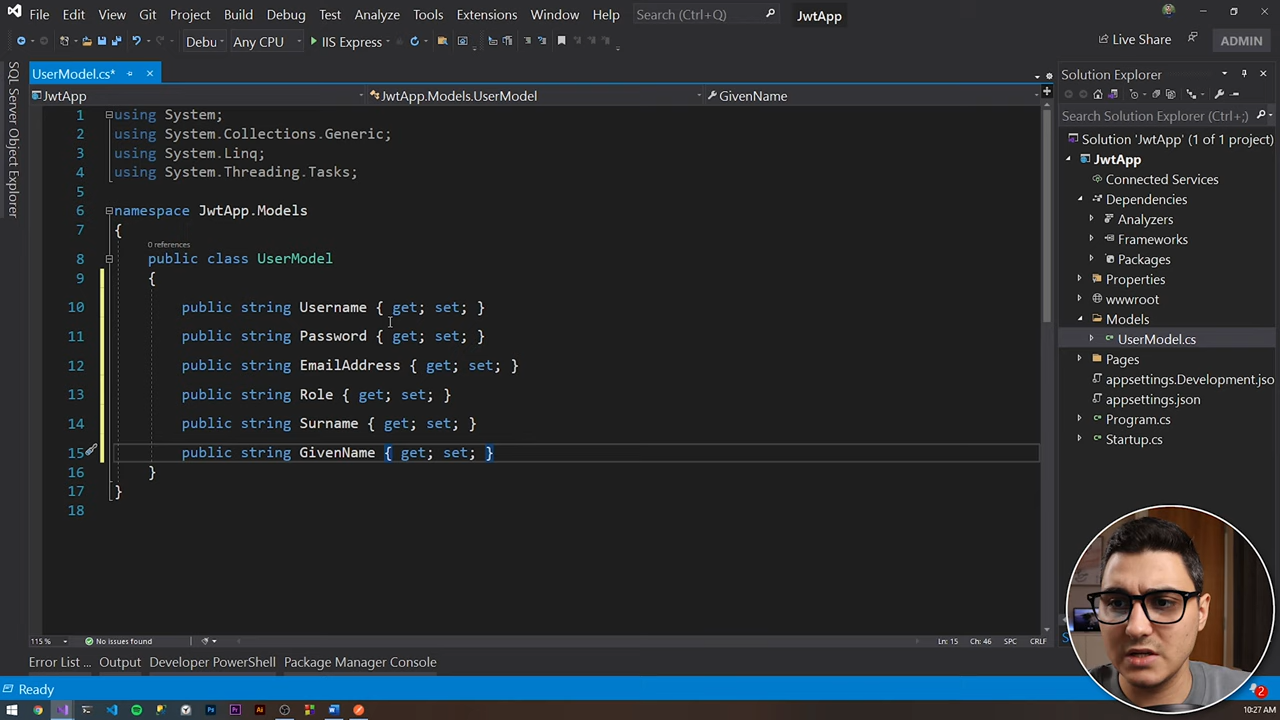 File Edit View Git Project Build Debug Test Analyze Tools Extensions Window Help Search (Ctrl+Q) JwtApp
Debu Any CPU IIS Express Live Share ADMIN
UserModel.cs*
JwtApp JwtApp.Models.UserModel GivenName
SQL Server Object Explorer
1 using System;
2 using System.Collections.Generic;
3 using System.Linq;
4 using System.Threading.Tasks;
5
6 namespace JwtApp.Models
7 {
0 references
8 public class UserModel
9 {
10 public string Username { get; set; }
11 public string Password { get; set; }
12 public string EmailAddress { get; set; }
13 public string Role { get; set; }
14 public string Surname { get; set; }
15 public string GivenName { get; set; }
16 }
17 }
18
115 % No issues found Ln: 15 Ch: 46 SPC CRLF
Solution Explorer
Search Solution Explorer (Ctrl+;)
Solution 'JwtApp' (1 of 1 project)
JwtApp
Connected Services
Dependencies
Analyzers
Frameworks
Packages
Properties
wwwroot
Models
UserModel.cs
Pages
appsettings.Development.json
appsettings.json
Program.cs
Startup.cs
Error List ... Output Developer PowerShell Package Manager Console
Ready 2
10:27 AM